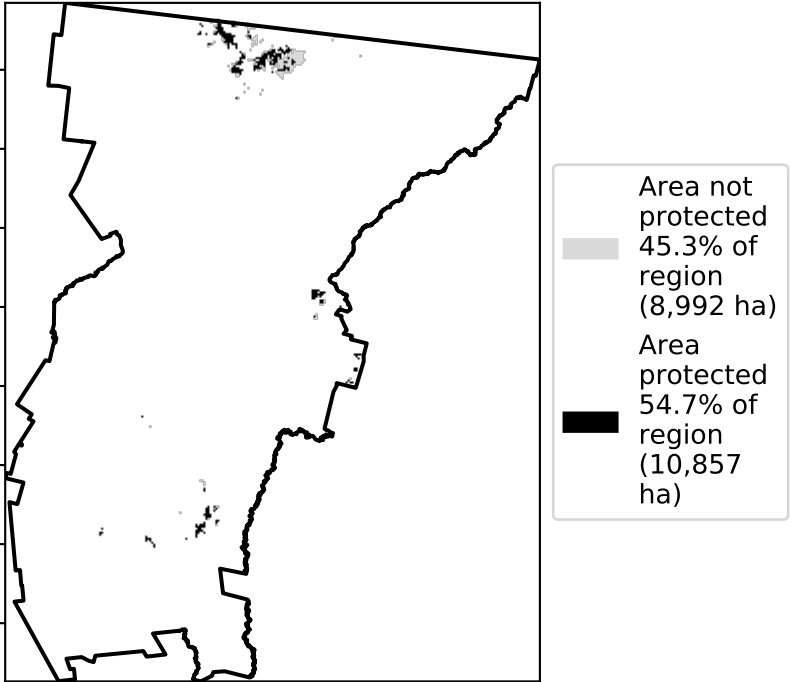 Area not
protected
45.3% of
region
(8,992 ha)
Area
protected
54.7% of
region
(10,857
ha)